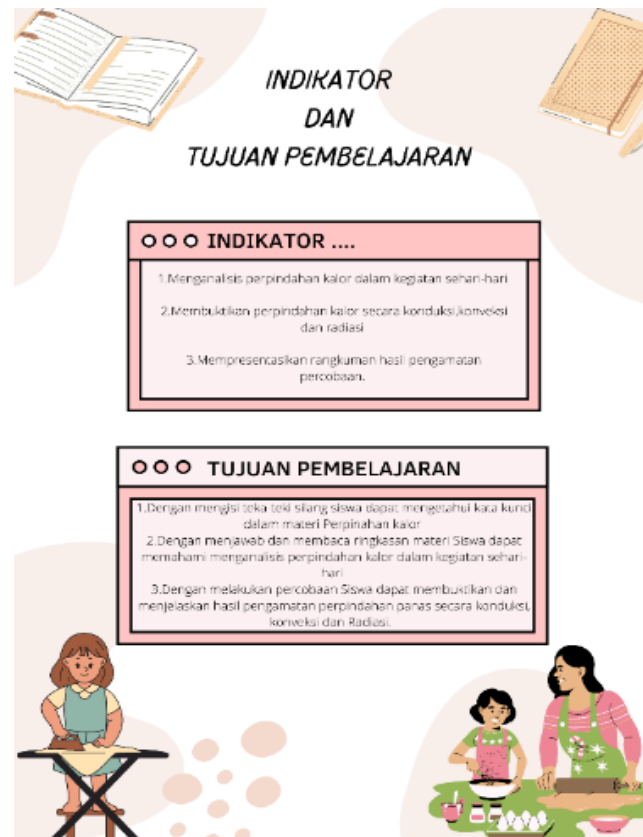 INDIKATOR
DAN
TUJUAN PEMBELAJARAN
INDIKATOR ....
1.Menganalisis perpindahan kalor dalam kegiatan sehari-hari
2.Membuktikan perpindahan kalor secara konduksi,konveksi
dan radiasi
3.Mempresentasikan rangkuman hasil pengamatan
percobaan.
TUJUAN PEMBELAJARAN
1.Dengan mengisi teka teki silang siswa dapat mengetahui kata kunci
dalam materi Perpinahan kalor
2.Dengan menjawab dan membaca ringkasan materi Siswa dapat
memahami menganalisis perpindahan kalor dalam kegiatan sehari-
hari
3.Dengan melakukan percobaan Siswa dapat membuktikan dan
menjelaskan hasil pengamatan perpindahan panas secara konduksi,
konveksi dan Radiasi.